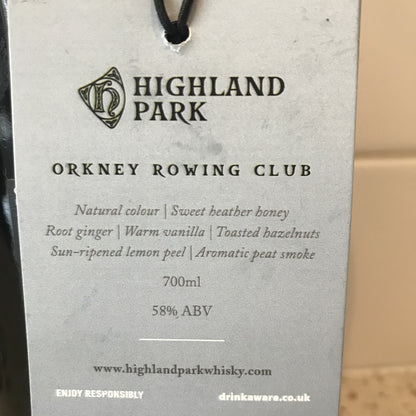 HIGHLAND
PARK
ORKNEY ROWING CLUB
Natural colour | Sweet heather honey
Root ginger | Warm vanilla | Toasted hazelnuts
Sun-ripened lemon peel | Aromatic peat smoke
700ml
58% ABV
www.highlandparkwhisky.com
ENJOY RESPONSIBLY
drinkaware.co.uk